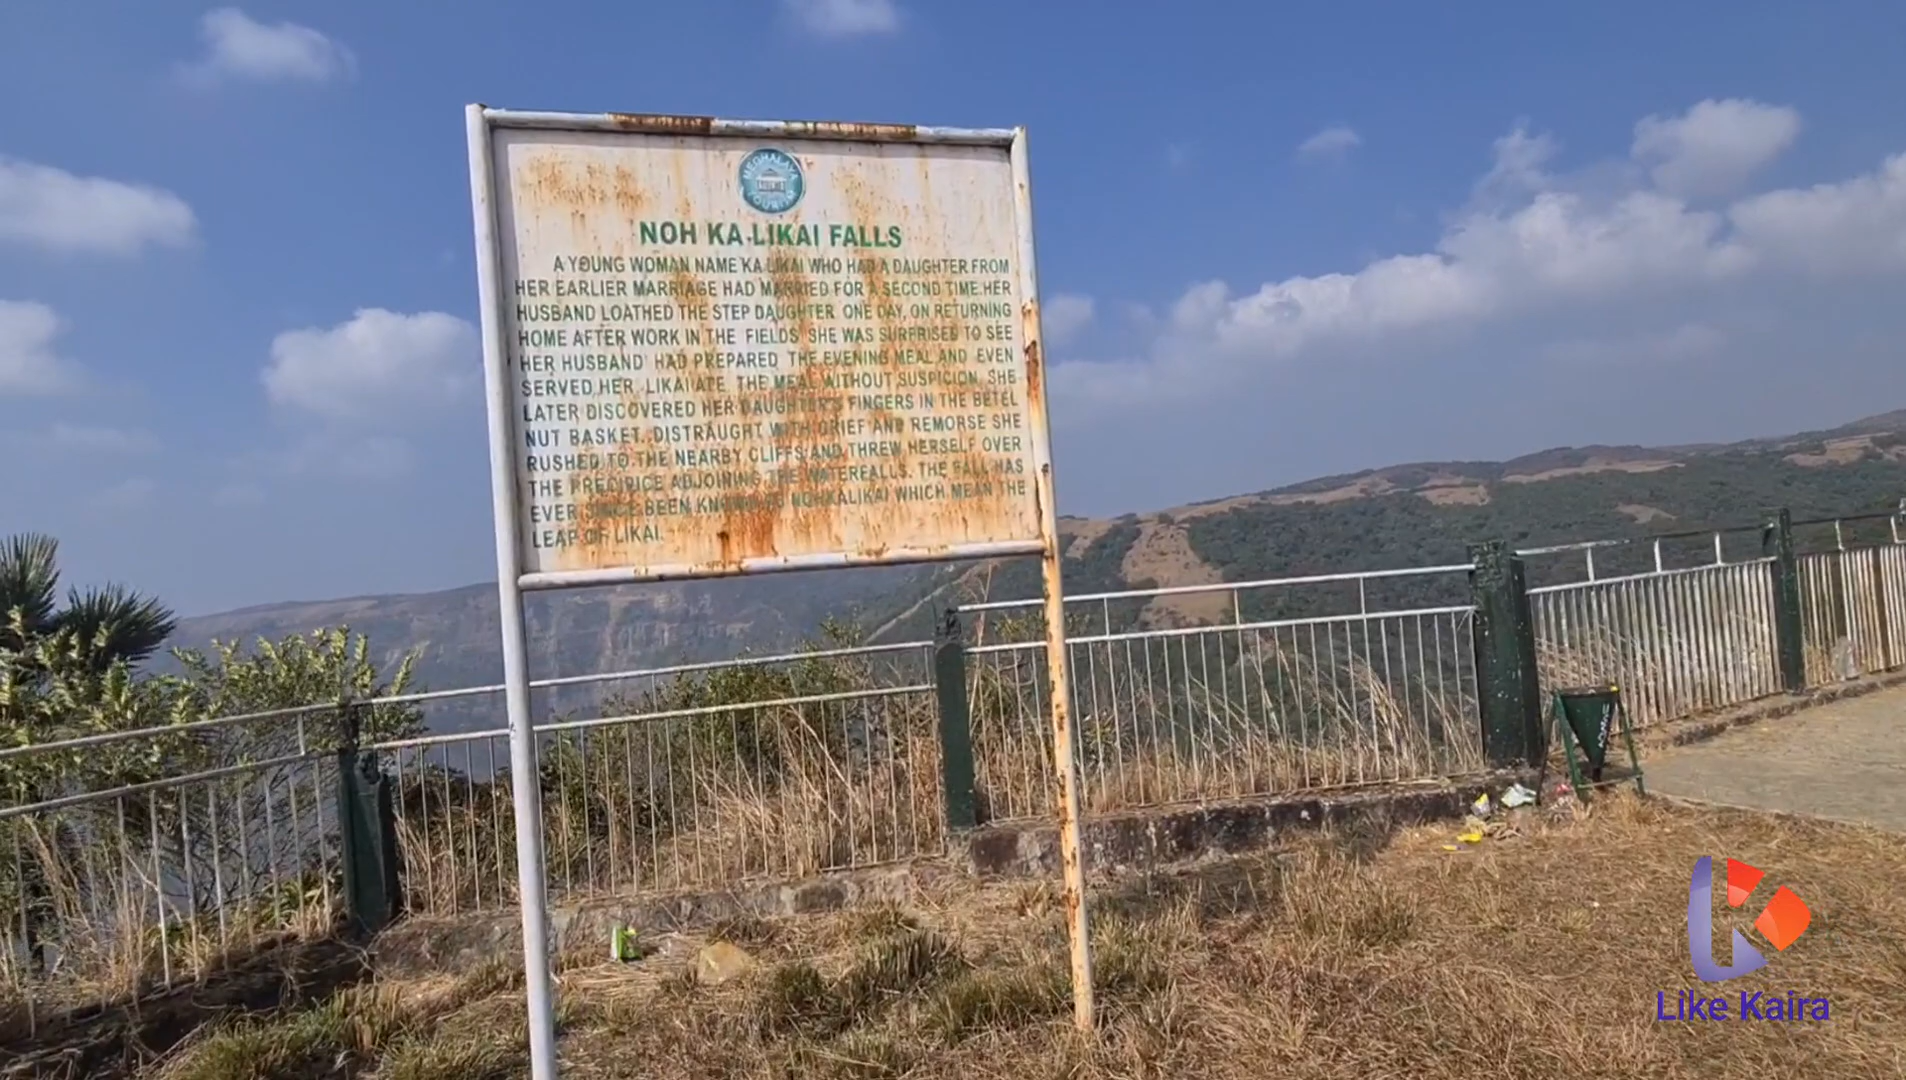 MEGHALAYA
TOURISM
NOH KA-LIKAI FALLS
A YOUNG WOMAN NAME KA LIKAI WHO HAD A DAUGHTER FROM
HER EARLIER MARRIAGE HAD MARRIED FOR A SECOND TIME. HER
HUSBAND LOATHED THE STEP DAUGHTER. ONE DAY, ON RETURNING
HOME AFTER WORK IN THE FIELDS SHE WAS SURPRISED TO SEE
HER HUSBAND HAD PREPARED THE EVENING MEAL AND EVEN
SERVED HER. LIKAI ATE THE MEAL WITHOUT SUSPICION. SHE
LATER DISCOVERED HER DAUGHTER'S FINGERS IN THE BETEL
NUT BASKET. DISTRAUGHT WITH GRIEF AND REMORSE SHE
RUSHED TO THE NEARBY CLIFFS AND THREW HERSELF OVER
THE PRECIPICE ADJOINING THE WATERFALLS. THE FALL HAS
EVER SINCE BEEN KNOWN AS NOHKALIKAI WHICH MEAN THE
LEAP OF LIKAI.
Like Kaira